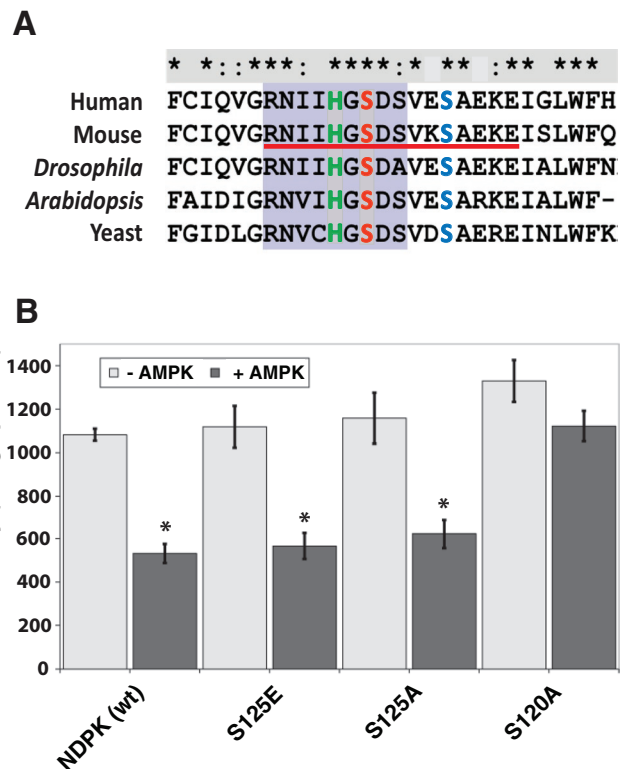 A
* *::***: ****:* ** :** ***
Human FCIQVGRNIIHGSDSVESAEKEIGLWFH
Mouse FCIQVGRNIIHGSDSVKSAEKEISLWFQ
Drosophila FCIQVGRNIIHGSDAVESAEKEIALWFN
Arabidopsis FAIDIGRNVIHGSDSVESARKEIALWF-
Yeast FGIDLGRNVCHGSDSVDSAEREINLWFK
B
- AMPK + AMPK
1400
1200
1000
800
600
400
200
0
* * *
NDPK (wt) S125E S125A S120A